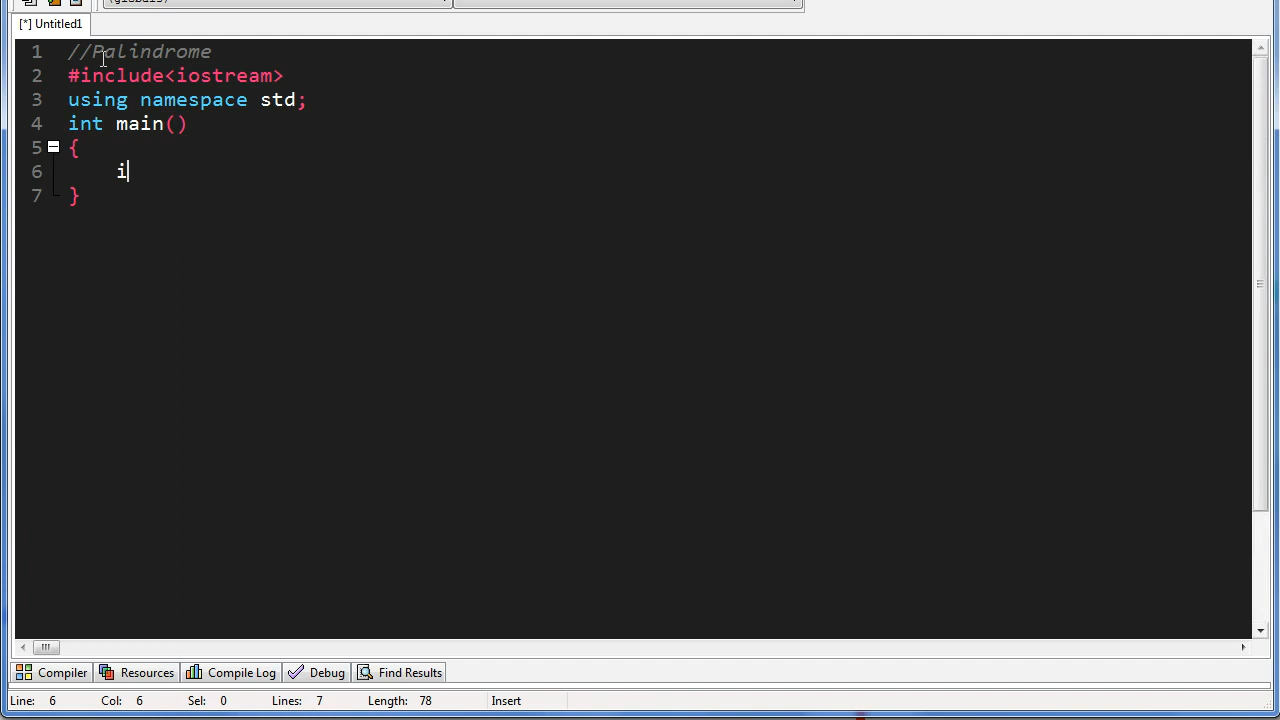 [*] Untitled1
1 //Palindrome
2 #include<iostream>
3 using namespace std;
4 int main()
5 {
6 i
7 }
Compiler Resources Compile Log Debug Find Results
Line: 6 Col: 6 Sel: 0 Lines: 7 Length: 78 Insert